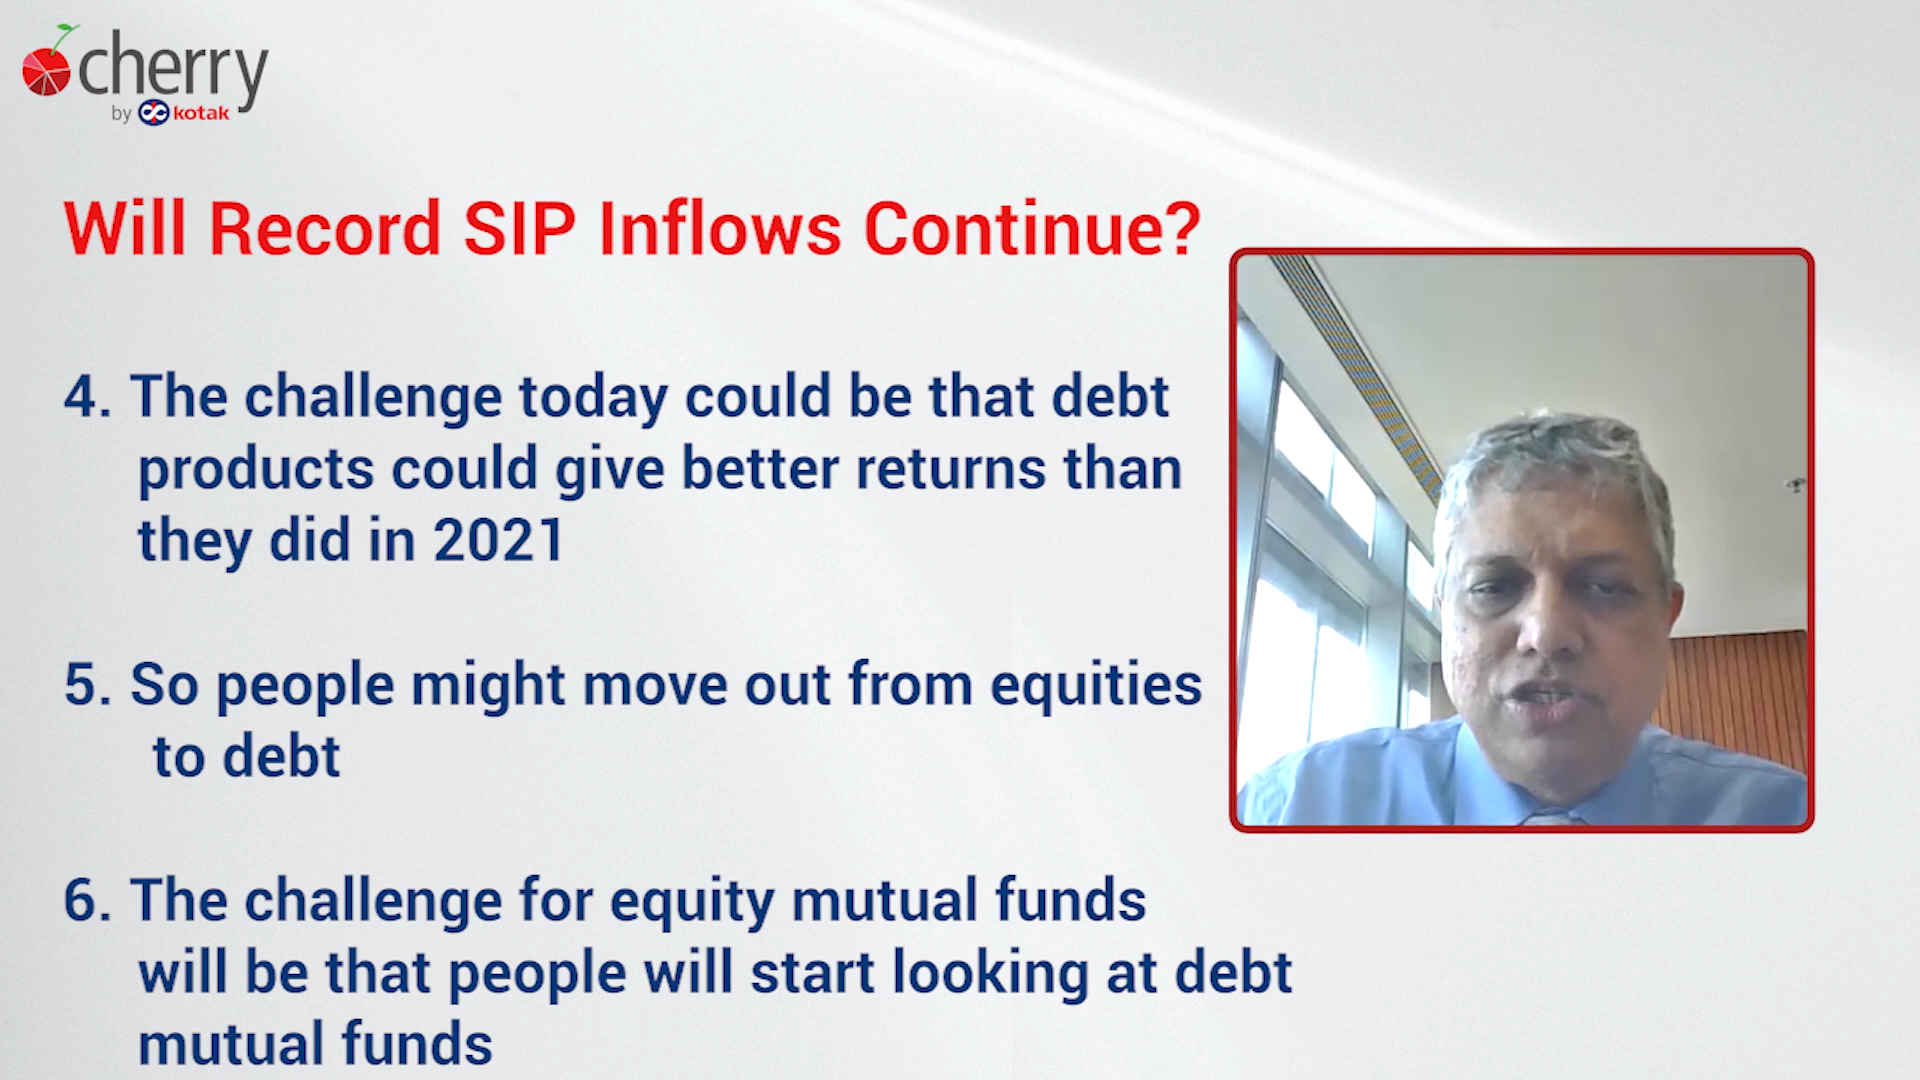 cherry
by kotak
Will Record SIP Inflows Continue?
4. The challenge today could be that debt
products could give better returns than
they did in 2021
5. So people might move out from equities
to debt
6. The challenge for equity mutual funds
will be that people will start looking at debt
mutual funds